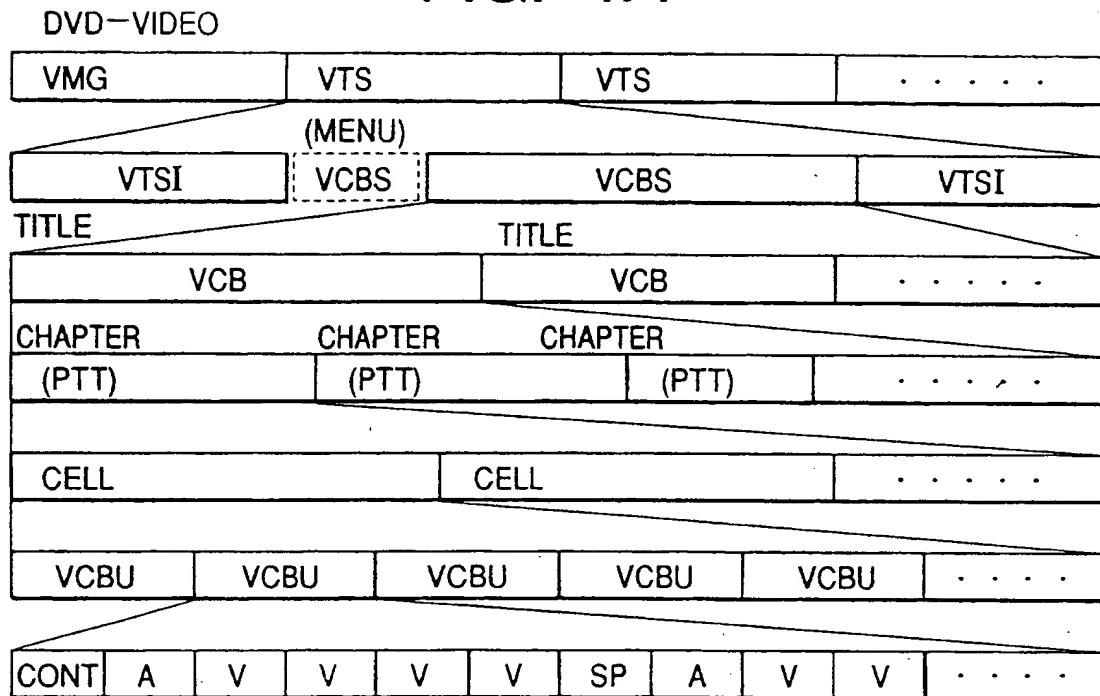 DVD-VIDEO
VMG VTS VTS . . . . .
(MENU)
VTSI VCBS VCBS VTSI
TITLE TITLE
VCB VCB . . . . .
CHAPTER CHAPTER CHAPTER
(PTT) (PTT) (PTT) . . . . .
CELL CELL . . . . .
VCBU VCBU VCBU VCBU VCBU . . . .
CONT A V V V V SP A V V . . . .